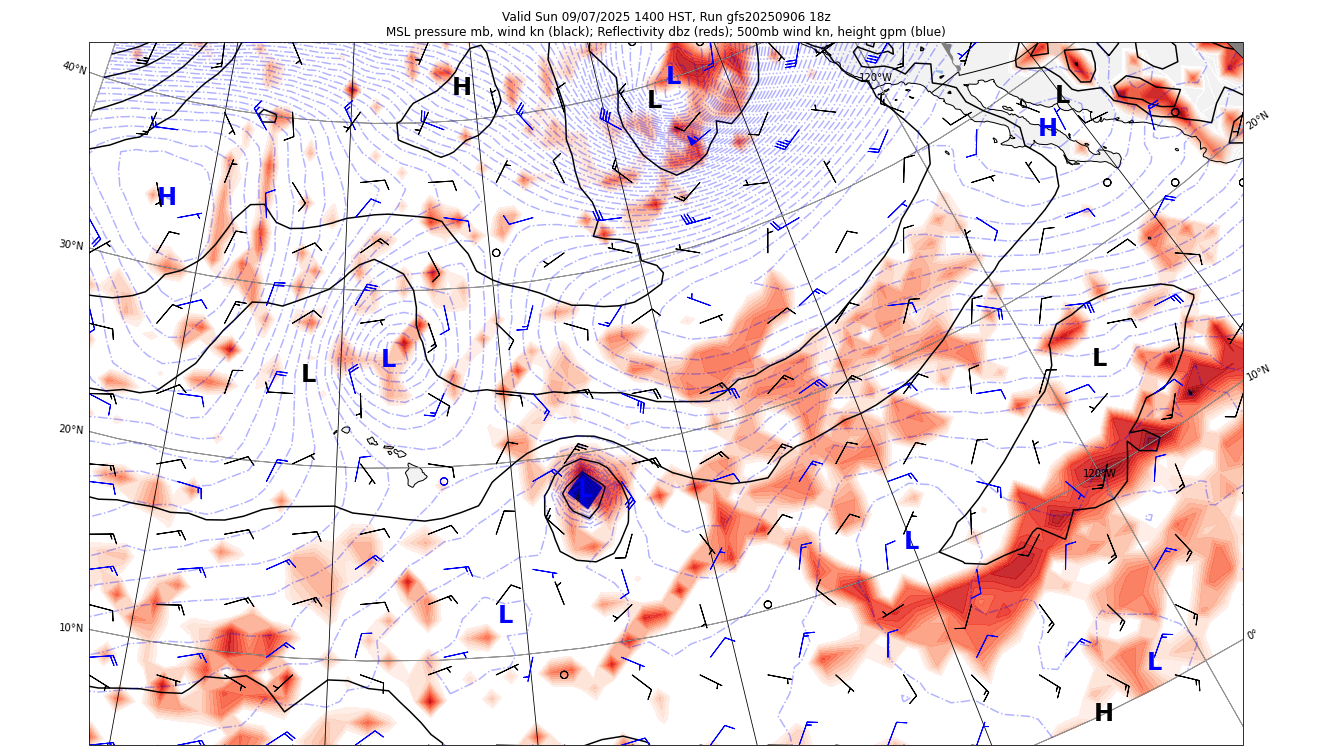 Valid Sun 09/07/2025 1400 HST, Run gfs20250906 18z
MSL pressure mb, wind kn (black); Reflectivity dbz (reds); 500mb wind kn, height gpm (blue)
40°N
H
L
L
120°W
L
H
20°N
H
30°N
L
L
L
10°N
20°N
120°W
L
L
10°N
0°
L
H